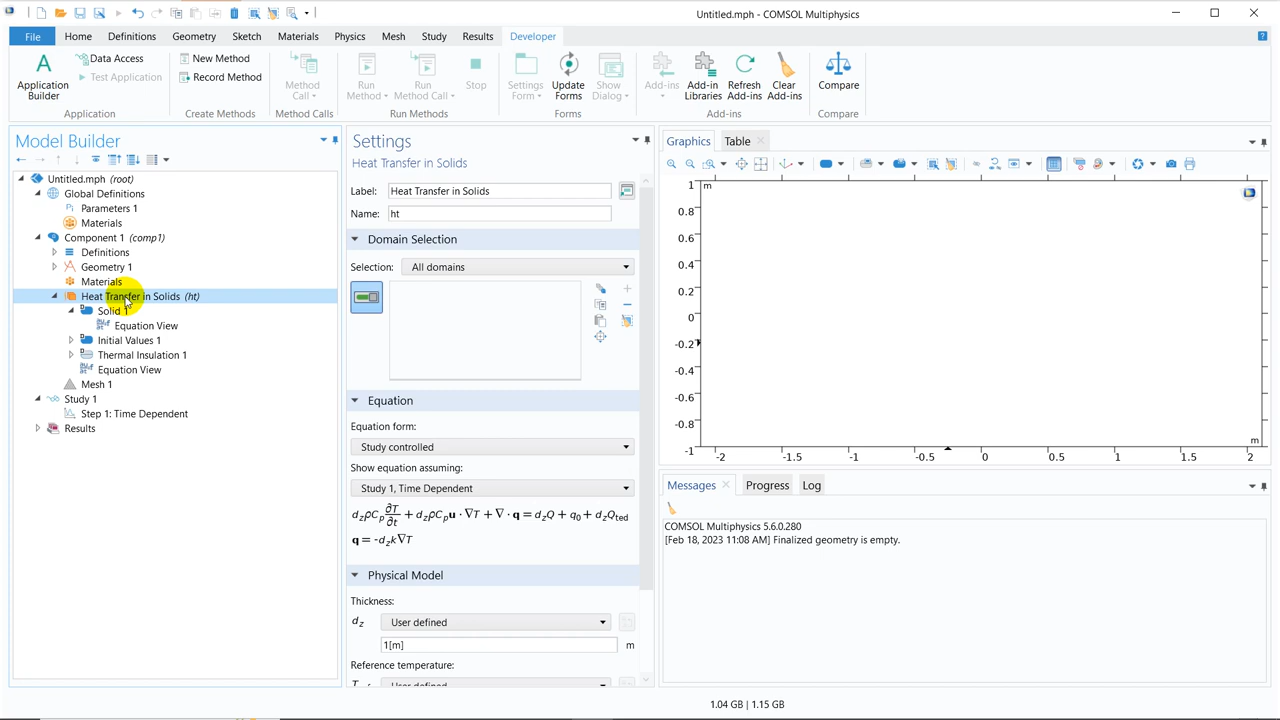 Untitled.mph - COMSOL Multiphysics
File Home Definitions Geometry Sketch Materials Physics Mesh Study Results Developer
Application Builder
Data Access
Test Application
Application
New Method
Record Method
Create Methods
Method Call
Method Calls
Run Method
Run Method Call
Stop
Run Methods
Settings Form
Update Forms
Show Dialog
Forms
Add-ins
Add-in Libraries
Refresh Add-ins
Clear Add-ins
Add-ins
Compare
Compare
Model Builder
Untitled.mph (root)
Global Definitions
Parameters 1
Materials
Component 1 (comp1)
Definitions
Geometry 1
Materials
Heat Transfer in Solids (ht)
Solid 1
Equation View
Initial Values 1
Thermal Insulation 1
Equation View
Mesh 1
Study 1
Step 1: Time Dependent
Results
Settings
Heat Transfer in Solids
Label: Heat Transfer in Solids
Name: ht
Domain Selection
Selection: All domains
Equation
Equation form:
Study controlled
Show equation assuming:
Study 1, Time Dependent
d_zρC_p ∂T/∂t + d_zρC_p u · ∇T + ∇ · q = d_zQ + q_0 + d_zQ_ted
q = -d_zk∇T
Physical Model
Thickness:
d_z User defined
1[m] m
Reference temperature:
Graphics Table
m
1
0.8
0.6
0.4
0.2
0
-0.2
-0.4
-0.6
-0.8
-1
m
-2 -1.5 -1 -0.5 0 0.5 1 1.5 2
Messages Progress Log
COMSOL Multiphysics 5.6.0.280
[Feb 18, 2023 11:08 AM] Finalized geometry is empty.
1.04 GB | 1.15 GB